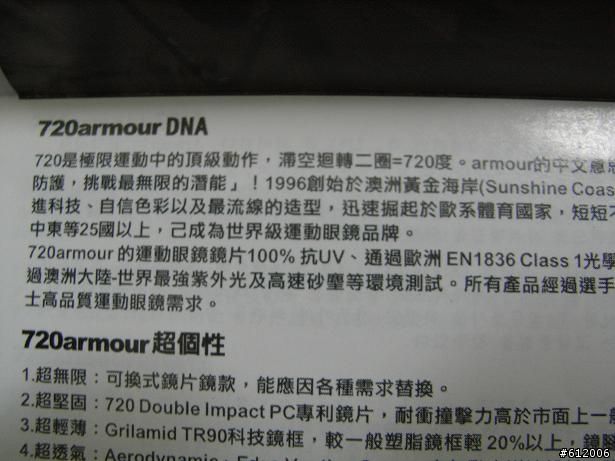 720armour DNA
720是極限運動中的頂級動作，滯空迴轉二圈=720度。armour的中文意思
防護，挑戰最無限的潛能」！1996創始於澳洲黃金海岸(Sunshine Coas
進科技、自信色彩以及最流線的造型，迅速掘起於歐系體育國家，短短
中東等25國以上，己成為世界級運動眼鏡品牌。
720armour 的運動眼鏡鏡片100% 抗UV、通過歐洲 EN1836 Class 1光學
過澳洲大陸-世界最強紫外光及高速砂塵等環境測試。所有產品經過選手
士高品質運動眼鏡需求。
720armour超個性
1.超無限：可換式鏡片鏡款，能應因各種需求替換。
2.超堅固：720 Double Impact PC專利鏡片，耐衝撞擊力高於市面上一般
3.超輕薄：Grilamid TR90科技鏡框，較一般塑脂鏡框輕 20%以上，鏡腳
4.超透氣：Aerodynamic
#612006